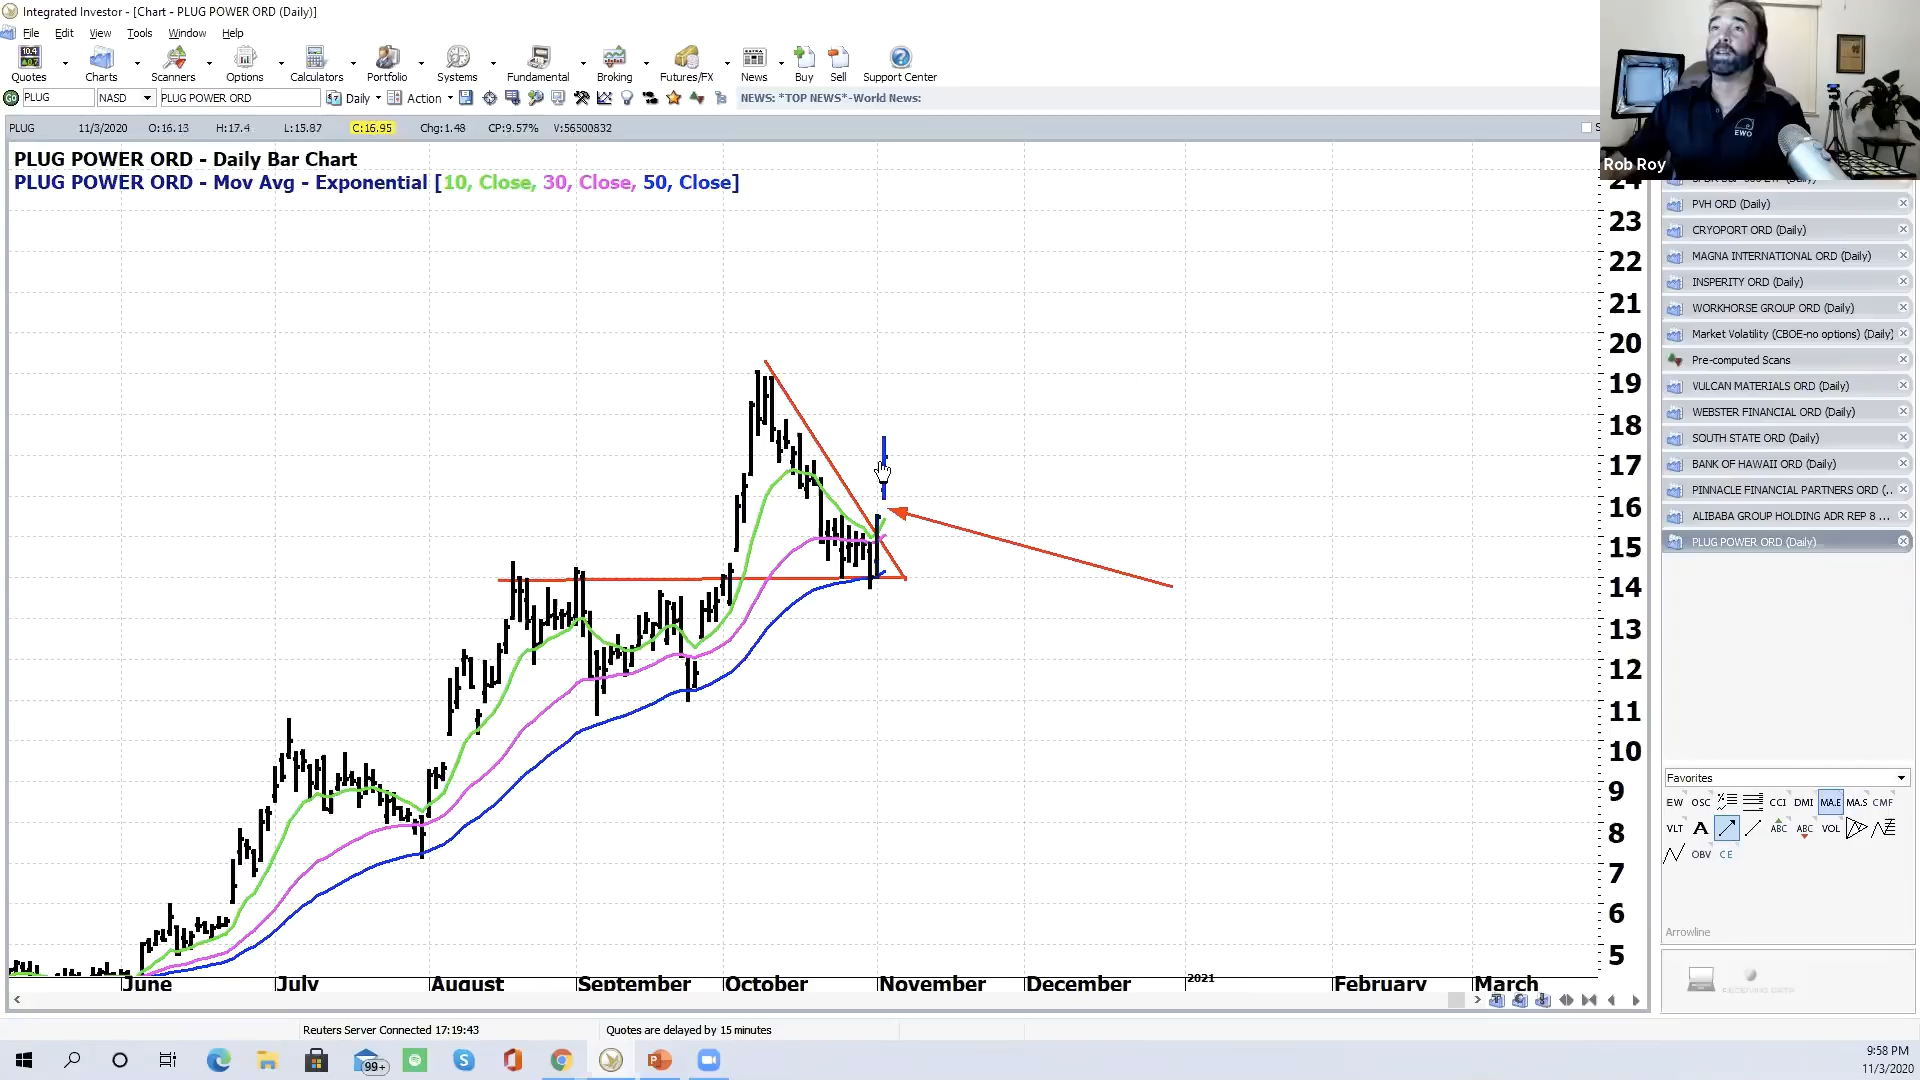 Integrated Investor - [Chart - PLUG POWER ORD (Daily)]
File Edit View Tools Window Help
Quotes Charts Scanners Options Calculators Portfolio Systems Fundamental Broking Futures/FX News Buy Sell Support Center
GO PLUG NASD PLUG POWER ORD Daily Action NEWS: *TOP NEWS*-World News:
PLUG 11/3/2020 O:16.13 H:17.4 L:15.87 C:16.95 Chg:1.48 CP:9.57% V:56500832
PLUG POWER ORD - Daily Bar Chart
PLUG POWER ORD - Mov Avg - Exponential [10, Close, 30, Close, 50, Close]
EWO
Rob Roy
24
23
22
21
20
19
18
17
16
15
14
13
12
11
10
9
8
7
6
5
June July August September October November December 2021 February March
PVH ORD (Daily)
CRYOPORT ORD (Daily)
MAGNA INTERNATIONAL ORD (Daily)
INSPERITY ORD (Daily)
WORKHORSE GROUP ORD (Daily)
Market Volatility (CBOE-no options) (Daily)
Pre-computed Scans
VULCAN MATERIALS ORD (Daily)
WEBSTER FINANCIAL ORD (Daily)
SOUTH STATE ORD (Daily)
BANK OF HAWAII ORD (Daily)
PINNACLE FINANCIAL PARTNERS ORD (...
ALIBABA GROUP HOLDING ADR REP 8 ...
PLUG POWER ORD (Daily)
Favorites
EW OSC CCI DMI MA.E MA.S CMF
VLT A ABC ABC VOL
OBV CE
Arrowline
RECEIVING DATA
Reuters Server Connected 17:19:43 Quotes are delayed by 15 minutes
99+
9:58 PM
11/3/2020